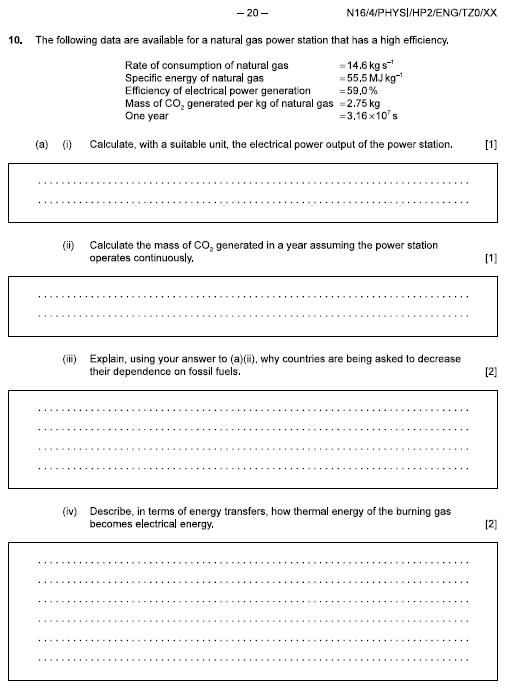 – 20 –
N16/4/PHYSI/HP2/ENG/TZ0/XX
10. The following data are available for a natural gas power station that has a high efficiency.
Rate of consumption of natural gas = 14.6 kg s⁻¹
Specific energy of natural gas = 55.5 MJ kg⁻¹
Efficiency of electrical power generation = 59.0 %
Mass of CO₂ generated per kg of natural gas = 2.75 kg
One year = 3.16 × 10⁷ s
(a) (i) Calculate, with a suitable unit, the electrical power output of the power station. [1]
(ii) Calculate the mass of CO₂ generated in a year assuming the power station
operates continuously. [1]
(iii) Explain, using your answer to (a)(ii), why countries are being asked to decrease
their dependence on fossil fuels. [2]
(iv) Describe, in terms of energy transfers, how thermal energy of the burning gas
becomes electrical energy. [2]